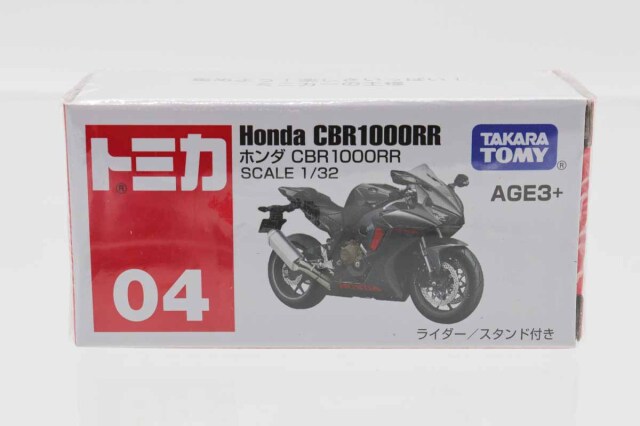 トミカ
®
04
Honda CBR1000RR
ホンダ CBR1000RR
SCALE 1/32
TAKARA
TOMY
®
AGE3+
HONDA
ライダー／スタンド付き